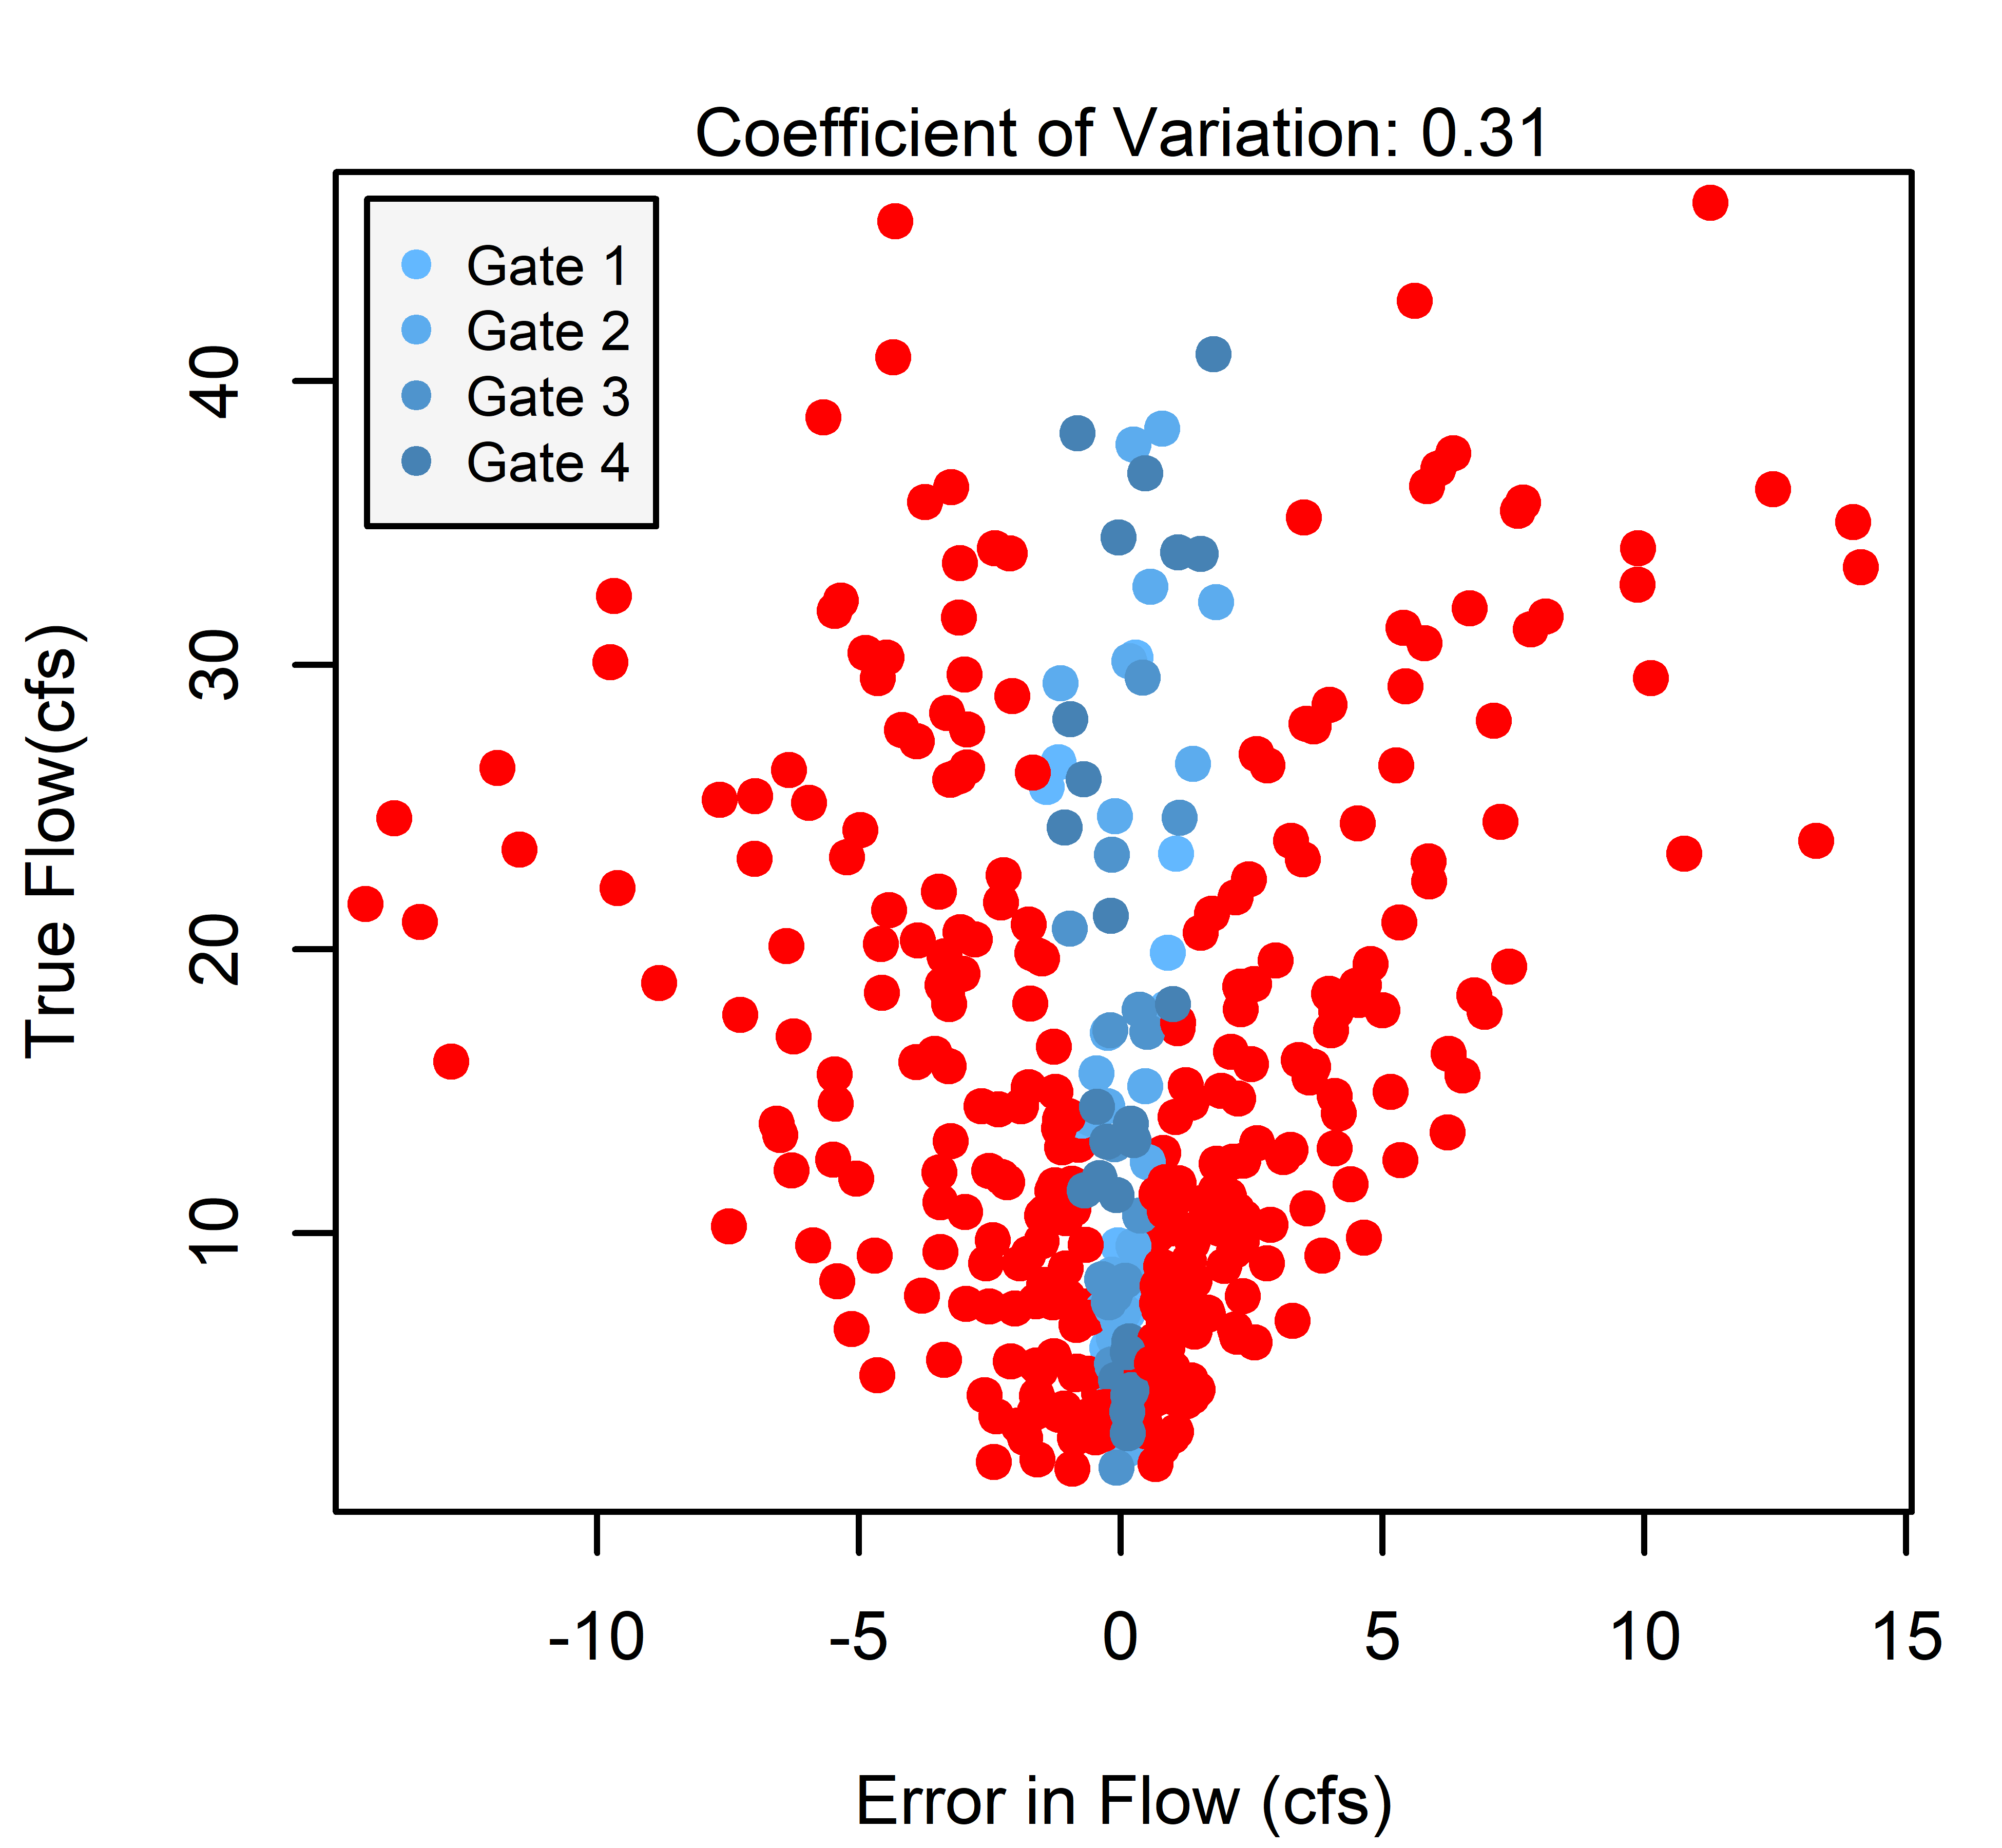 Coefficient of Variation: 0.31
Gate 1
Gate 2
Gate 3
Gate 4
True Flow(cfs)
40
30
20
10
-10 -5 0 5 10 15
Error in Flow (cfs)